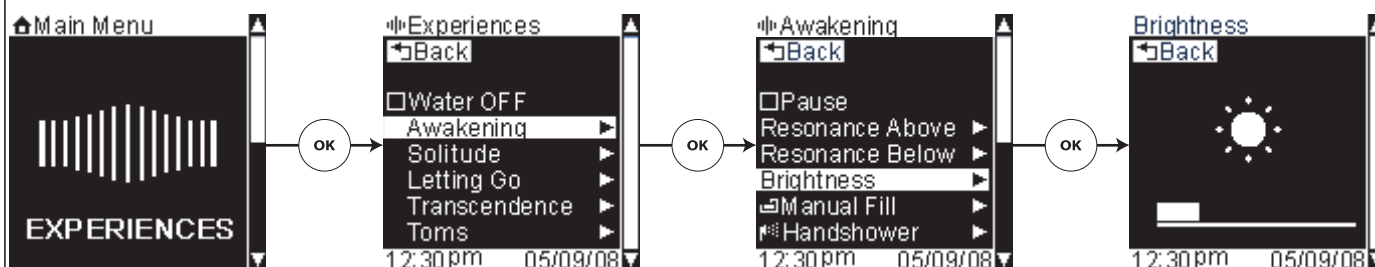 Main Menu
EXPERIENCES
OK
Experiences
Back
Water OFF
Awakening
Solitude
Letting Go
Transcendence
Toms
12:30pm 05/09/08
OK
Awakening
Back
Pause
Resonance Above
Resonance Below
Brightness
Manual Fill
Handshower
12:30pm 05/09/08
OK
Brightness
Back
12:30pm 05/09/08